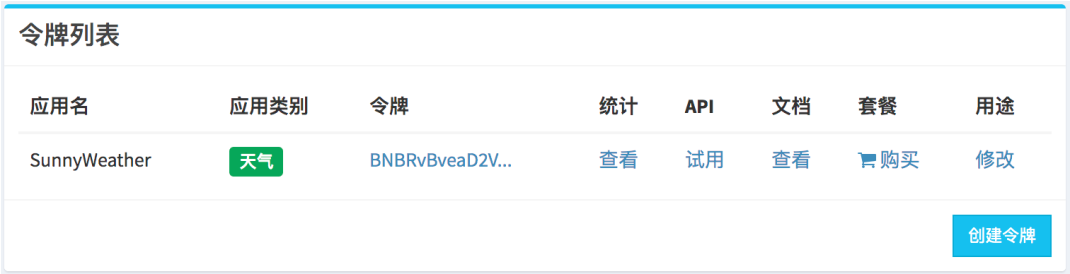 令牌列表
应用名 应用类别 令牌 统计 API 文档 套餐 用途
SunnyWeather 天气 BNBRvBveaD2V... 查看 试用 查看 购买 修改
创建令牌